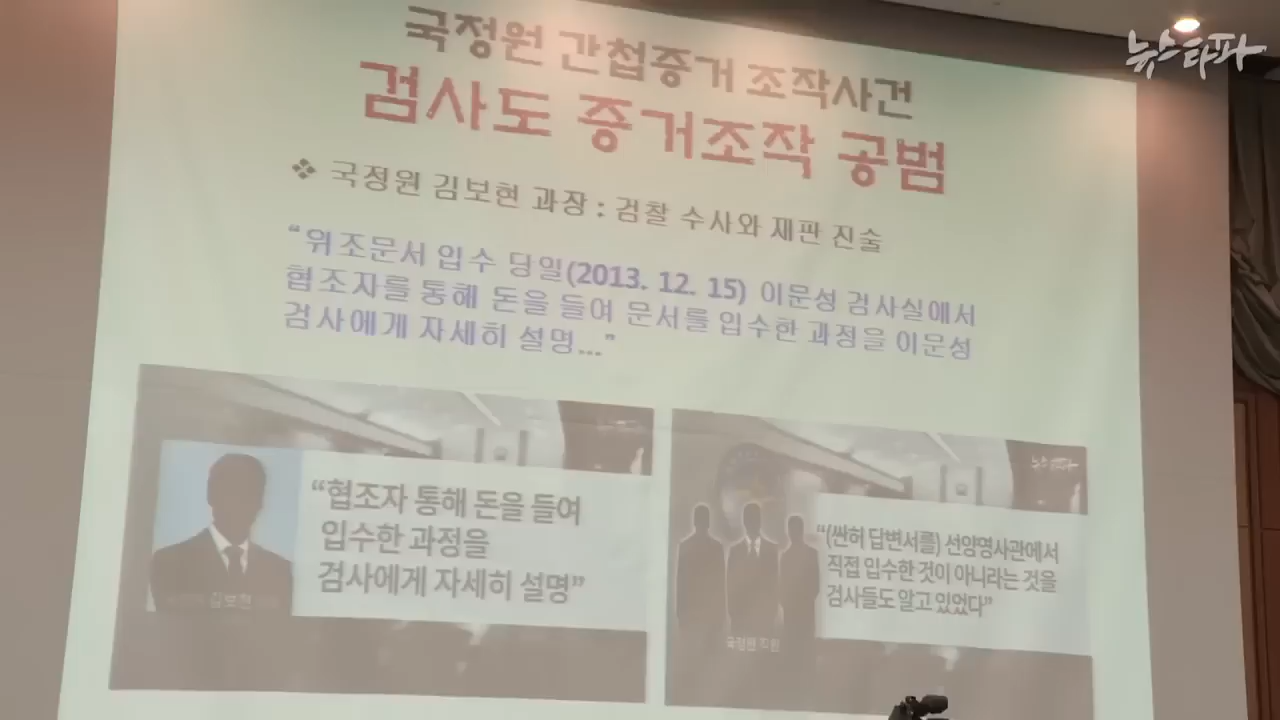 뉴스타파
국정원 간첩증거 조작사건
검사도 증거조작 공범
❖ 국정원 김보현 과장 : 검찰 수사와 재판 진술
“위조문서 입수 당일(2013. 12. 15) 이문성 검사실에서
협조자를 통해 돈을 들여 문서를 입수한 과정을 이문성
검사에게 자세히 설명...”
“협조자 통해 돈을 들여
입수한 과정을
검사에게 자세히 설명”
김보현
뉴스타파
“(싼허 답변서를) 선양영사관에서
직접 입수한 것이 아니라는 것을
검사들도 알고 있었다”
국정원 직원